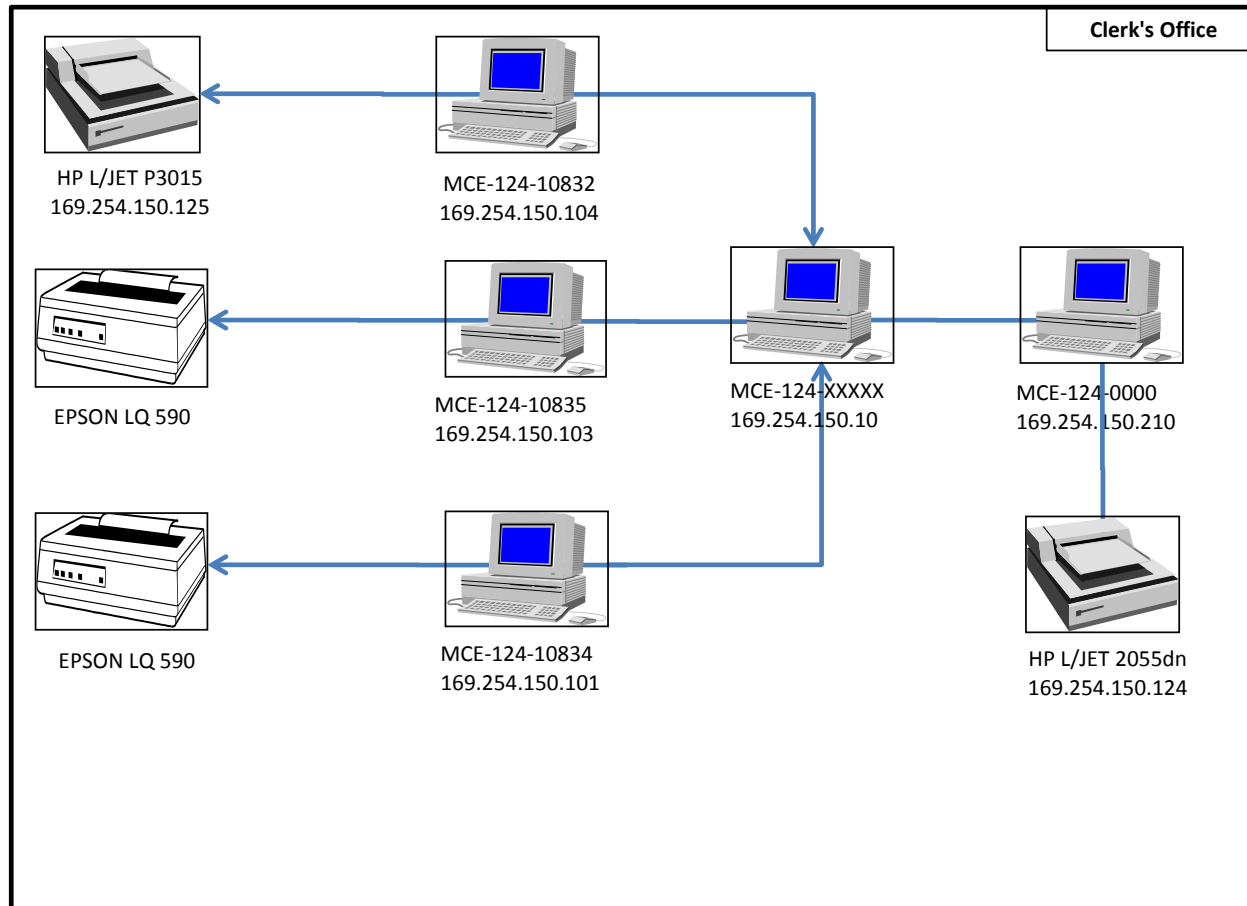 Clerk's Office
HP L/JET P3015
169.254.150.125
MCE-124-10832
169.254.150.104
EPSON LQ 590
MCE-124-10835
169.254.150.103
MCE-124-XXXXX
169.254.150.10
MCE-124-0000
169.254.150.210
EPSON LQ 590
MCE-124-10834
169.254.150.101
HP L/JET 2055dn
169.254.150.124